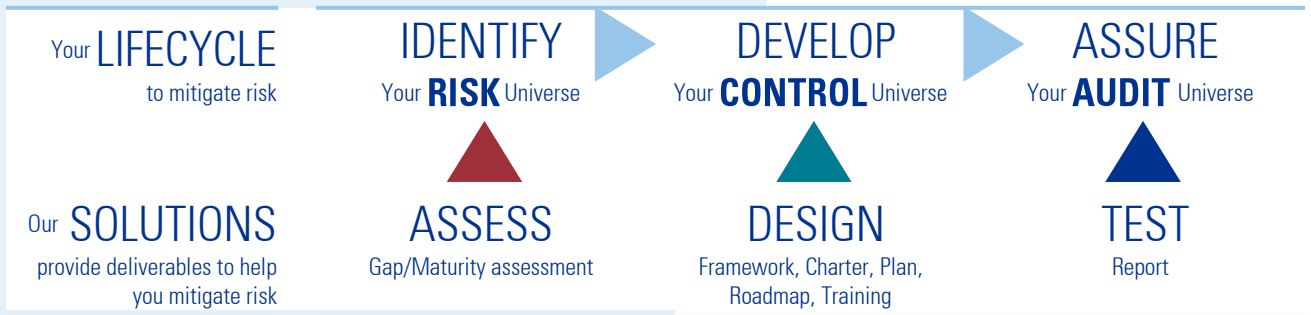 Your LIFECYCLE
to mitigate risk
IDENTIFY
Your RISK Universe
DEVELOP
Your CONTROL Universe
ASSURE
Your AUDIT Universe
Our SOLUTIONS
provide deliverables to help
you mitigate risk
ASSESS
Gap/Maturity assessment
DESIGN
Framework, Charter, Plan,
Roadmap, Training
TEST
Report